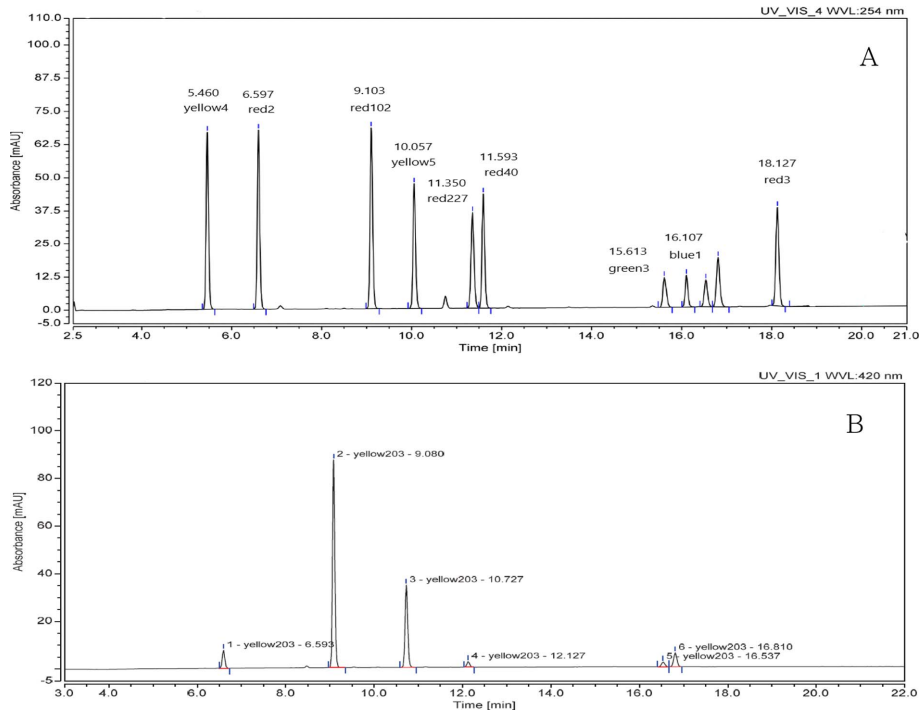 UV_VIS_4 WVL:254 nm
A
110.0
100.0
87.5
75.0
62.5
50.0
37.5
25.0
12.5
0.0
-5.0
Absorbance [mAU]
5.460
yellow4
6.597
red2
9.103
red102
10.057
yellow5
11.350
red227
11.593
red40
15.613
green3
16.107
blue1
18.127
red3
2.5 4.0 6.0 8.0 10.0 12.0 14.0 16.0 18.0 21.0
Time [min]
UV_VIS_1 WVL:420 nm
B
120
100
80
60
40
20
-5
Absorbance [mAU]
2 - yellow203 - 9.080
3 - yellow203 - 10.727
1 - yellow203 - 6.593
4 - yellow203 - 12.127
6 - yellow203 - 16.810
5 - yellow203 - 16.537
3.0 6.0 8.0 10.0 12.0 14.0 16.0 18.0 20.0 22.0
Time [min]